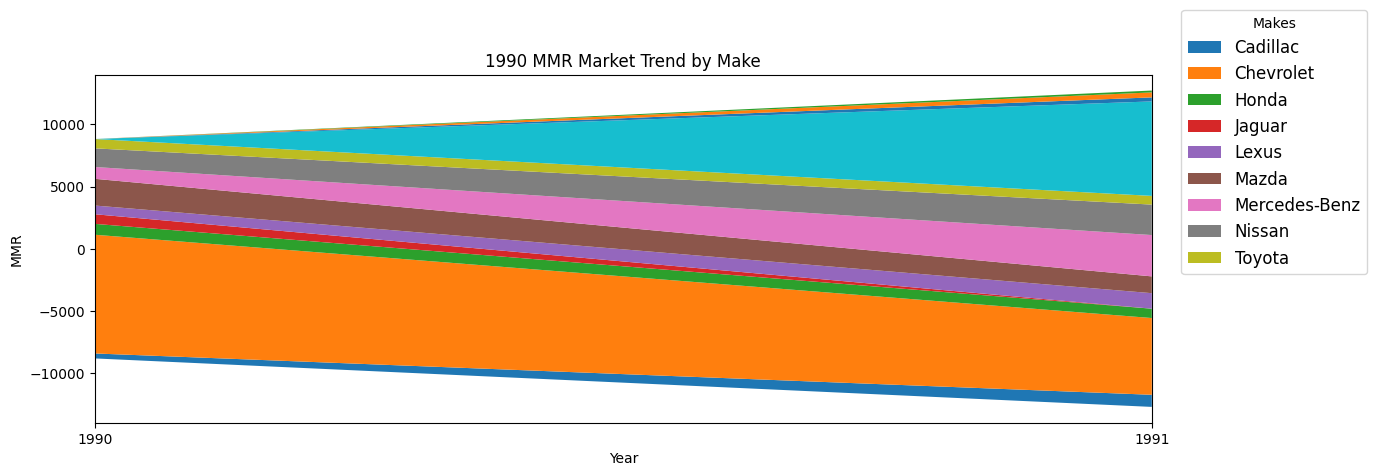 Makes
Cadillac
Chevrolet
Honda
Jaguar
Lexus
Mazda
Mercedes-Benz
Nissan
Toyota
1990 MMR Market Trend by Make
10000
5000
0
−5000
−10000
MMR
1990
1991
Year